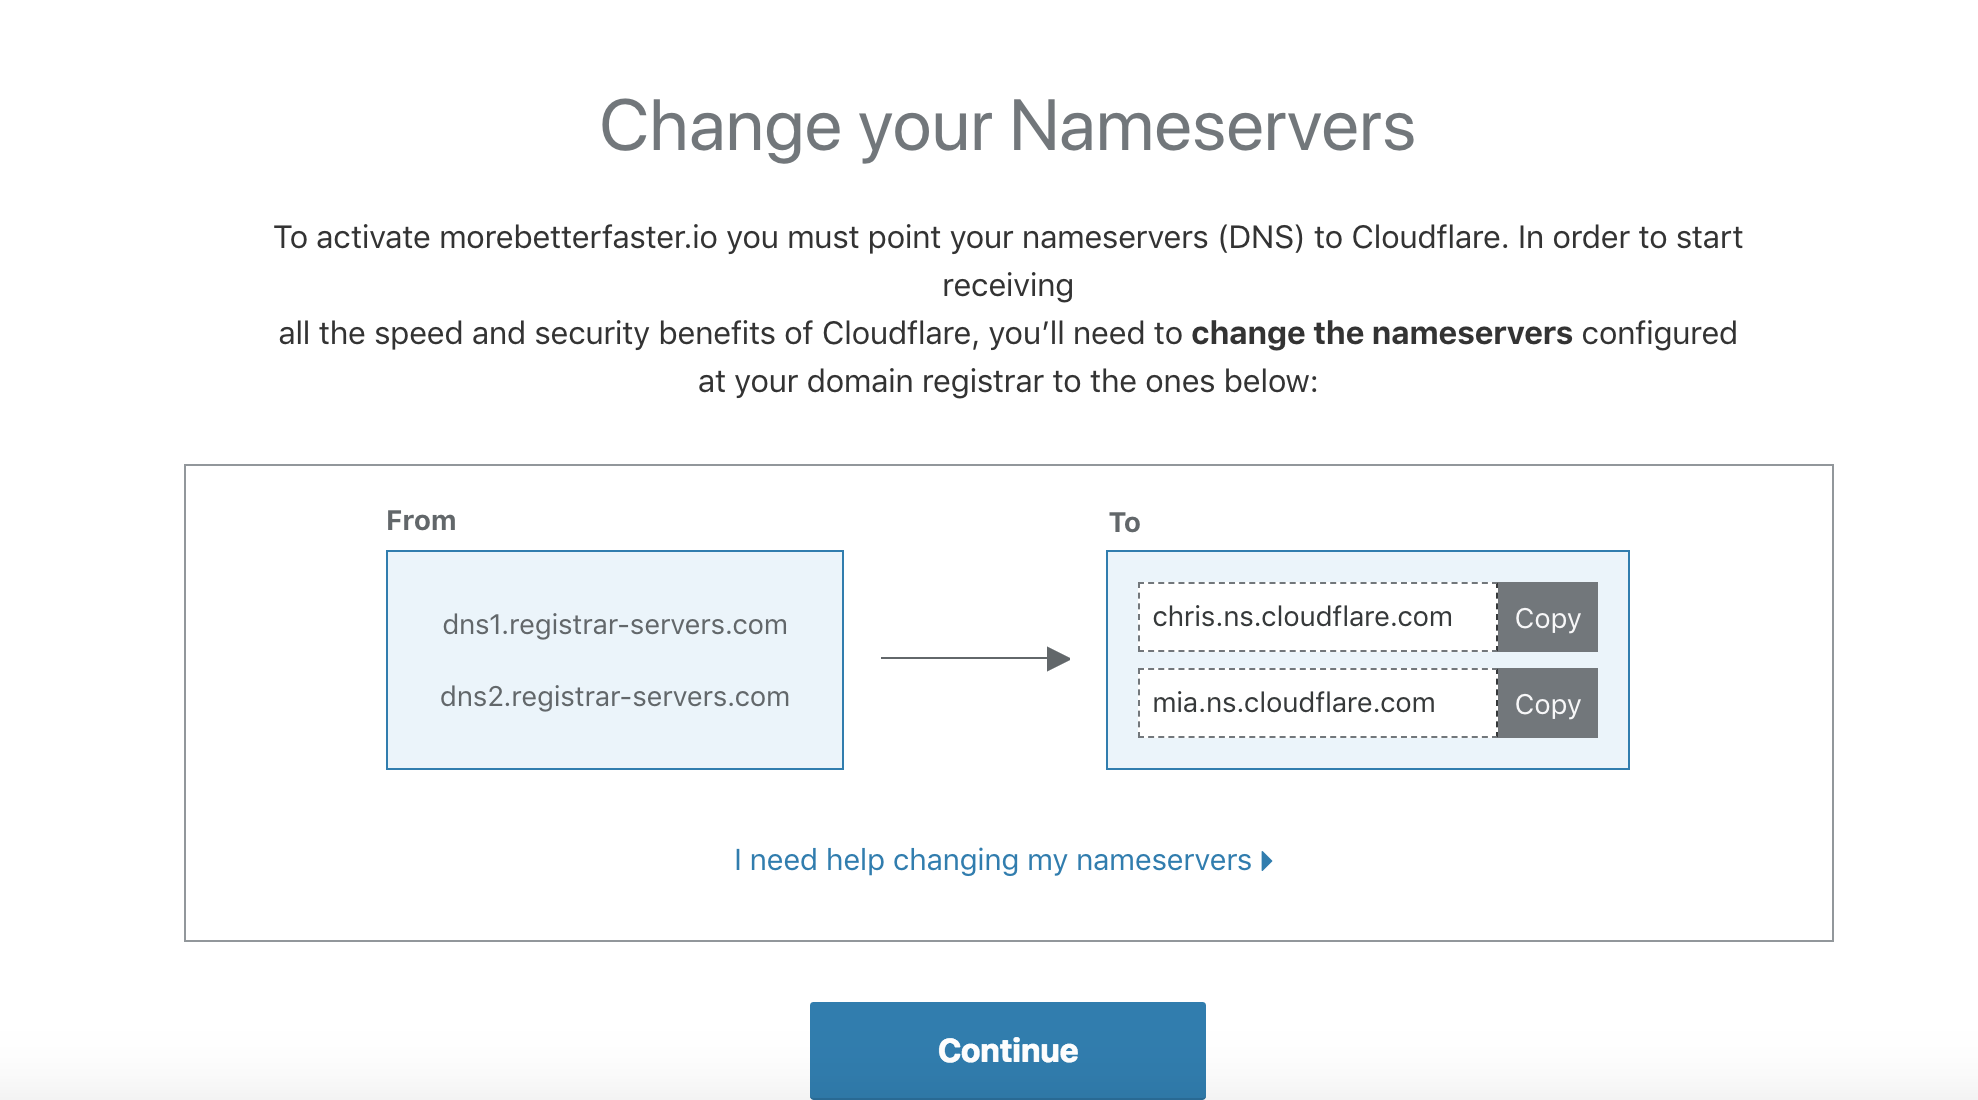 Change your Nameservers
To activate morebetterfaster.io you must point your nameservers (DNS) to Cloudflare. In order to start
receiving
all the speed and security benefits of Cloudflare, you’ll need to change the nameservers configured
at your domain registrar to the ones below:
From
dns1.registrar-servers.com
dns2.registrar-servers.com
To
chris.ns.cloudflare.com Copy
mia.ns.cloudflare.com Copy
I need help changing my nameservers
Continue